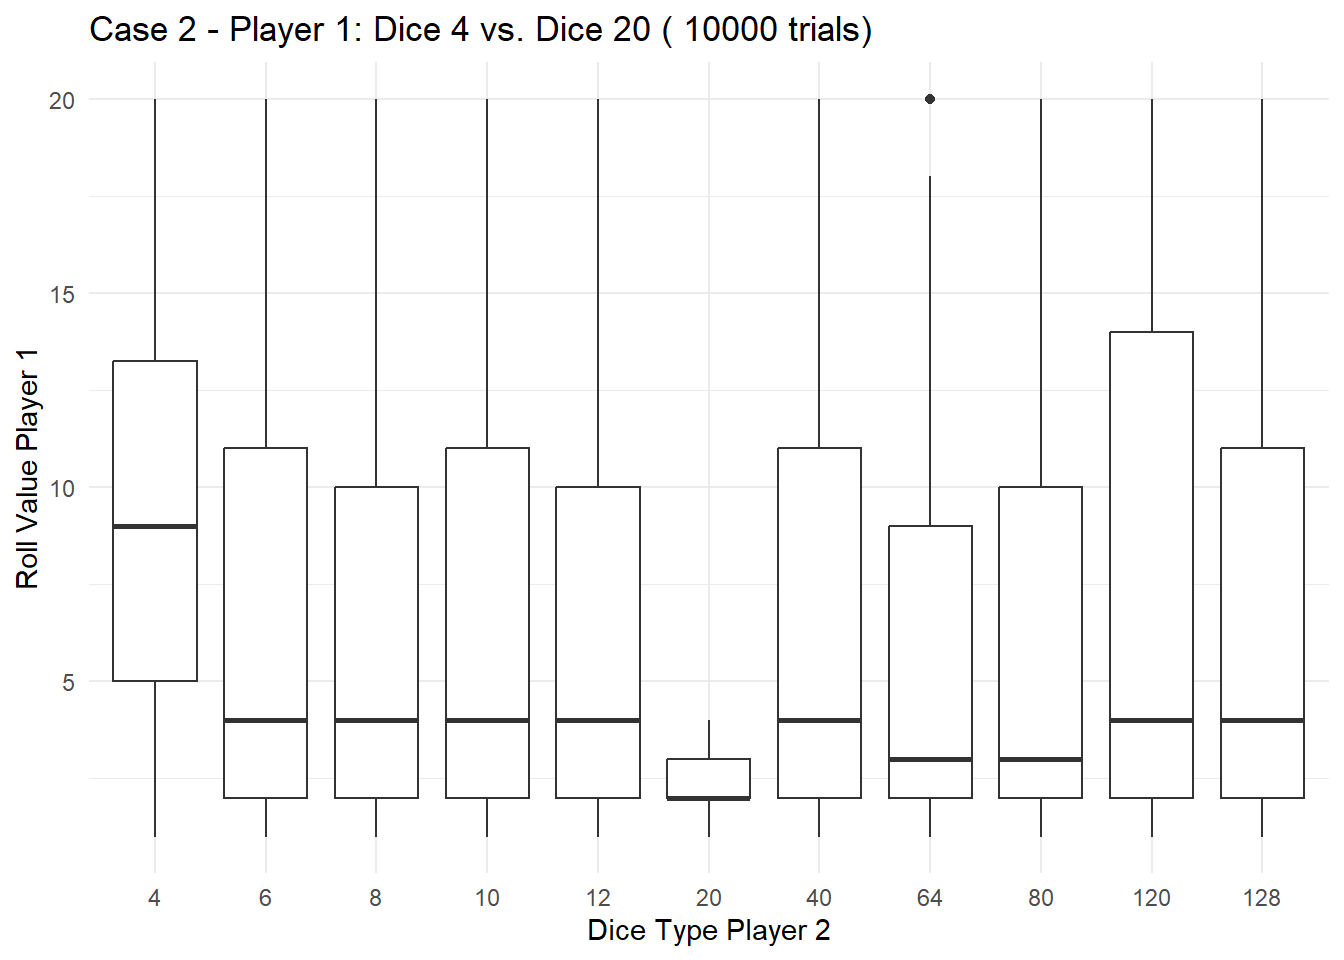 Case 2 - Player 1: Dice 4 vs. Dice 20 ( 10000 trials)
20
15
10
5
Roll Value Player 1
4 6 8 10 12 20 40 64 80 120 128
Dice Type Player 2